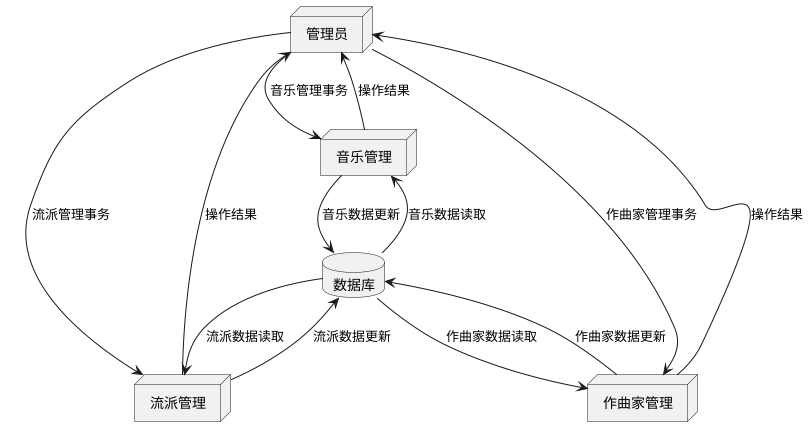 管理员
音乐管理事务
操作结果
音乐管理
流派管理事务
操作结果
音乐数据更新
音乐数据读取
作曲家管理事务
操作结果
数据库
流派数据读取
流派数据更新
作曲家数据读取
作曲家数据更新
流派管理
作曲家管理